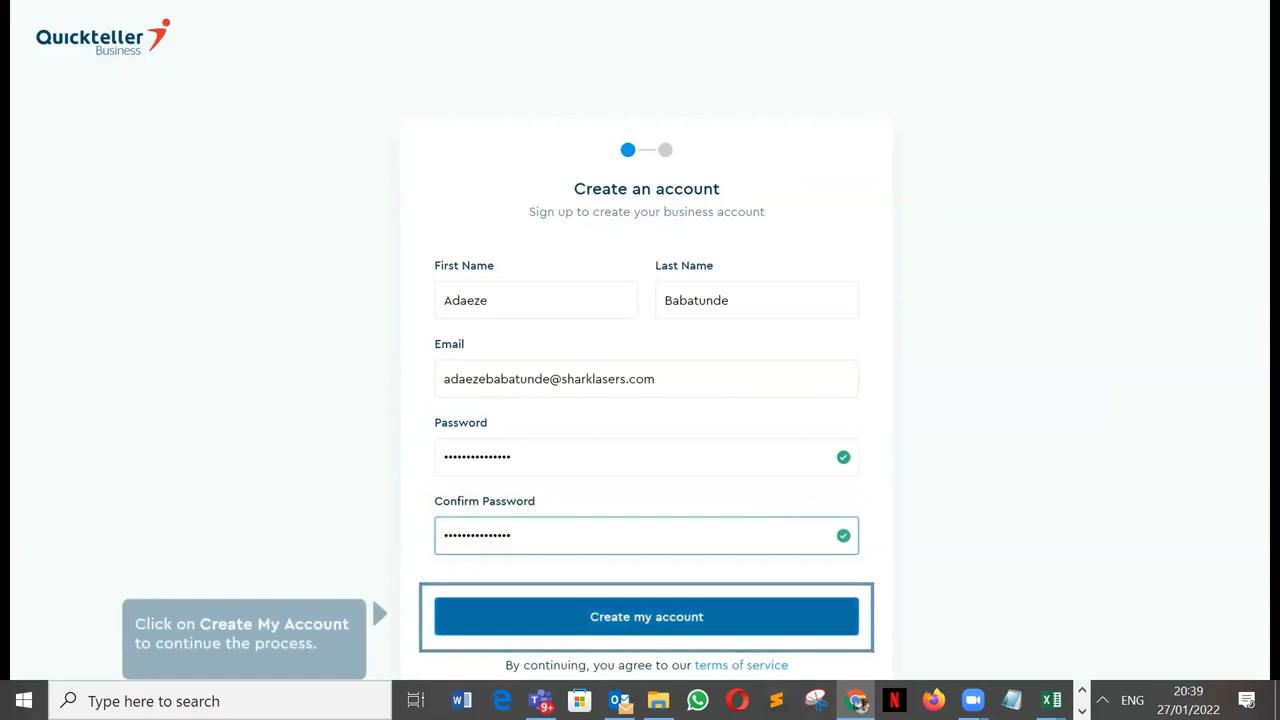 Quickteller
Business
Create an account
Sign up to create your business account
First Name
Last Name
Adaeze
Babatunde
Email
adaezebabatunde@sharklasers.com
Password
•••••••••••••••
Confirm Password
•••••••••••••••
Create my account
Click on Create My Account
to continue the process.
By continuing, you agree to our terms of service
Type here to search
9+
ENG
20:39
27/01/2022